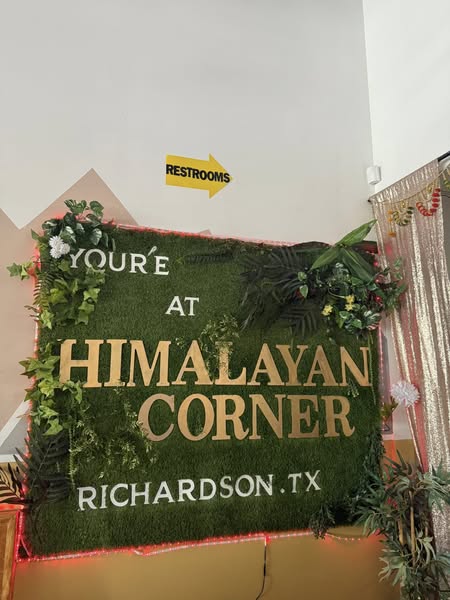 RESTROOMS
YOUR'E
AT
HIMALAYAN
CORNER
RICHARDSON.TX